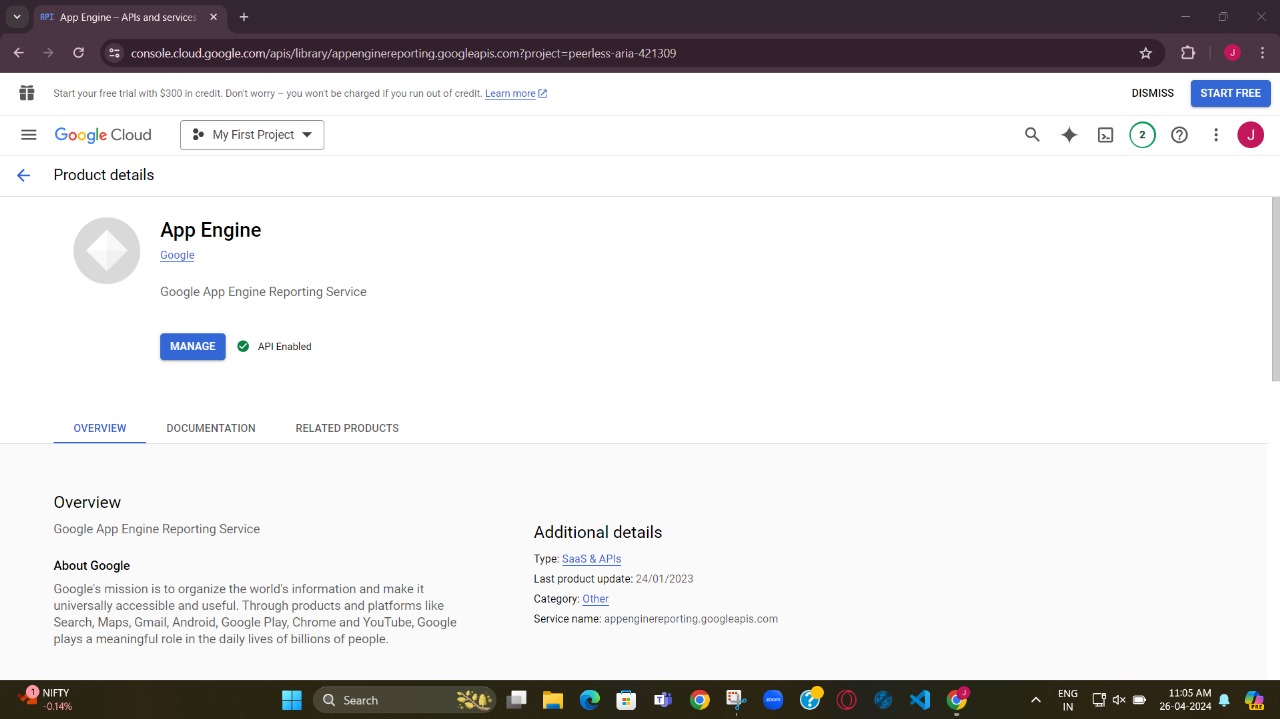 RPI App Engine – APIs and services
console.cloud.google.com/apis/library/appenginereporting.googleapis.com?project=peerless-aria-421309
J
Start your free trial with $300 in credit. Don't worry – you won't be charged if you run out of credit. Learn more
DISMISS
START FREE
Google Cloud
My First Project
2
J
Product details
App Engine
Google
Google App Engine Reporting Service
MANAGE
API Enabled
OVERVIEW
DOCUMENTATION
RELATED PRODUCTS
Overview
Google App Engine Reporting Service
About Google
Google's mission is to organize the world's information and make it
universally accessible and useful. Through products and platforms like
Search, Maps, Gmail, Android, Google Play, Chrome and YouTube, Google
plays a meaningful role in the daily lives of billions of people.
Additional details
Type: SaaS & APIs
Last product update: 24/01/2023
Category: Other
Service name: appenginereporting.googleapis.com
1
NIFTY
-0.14%
Search
zoom
J
ENG
IN
11:05 AM
26-04-2024
PRE